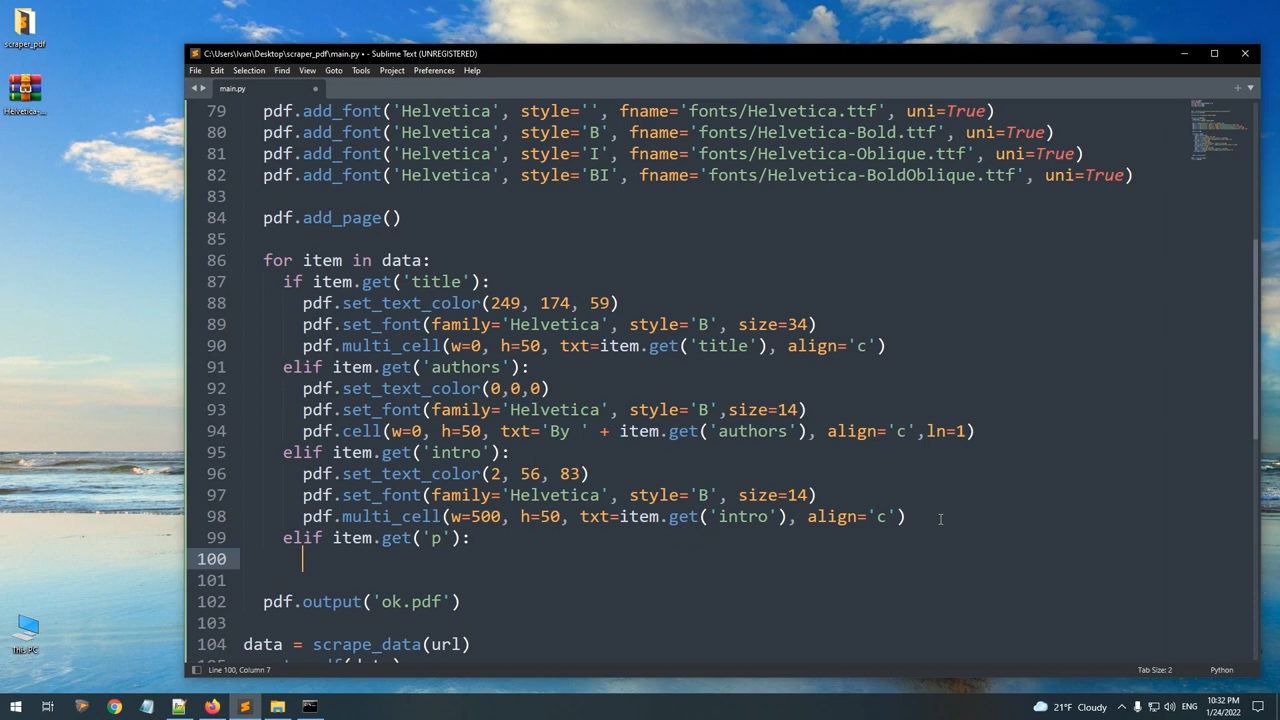 scraper_pdf
Helvetica-...
This PC
C:\Users\Ivan\Desktop\scraper_pdf\main.py • - Sublime Text (UNREGISTERED)
File Edit Selection Find View Goto Tools Project Preferences Help
main.py
79 pdf.add_font('Helvetica', style='', fname='fonts/Helvetica.ttf', uni=True)
80 pdf.add_font('Helvetica', style='B', fname='fonts/Helvetica-Bold.ttf', uni=True)
81 pdf.add_font('Helvetica', style='I', fname='fonts/Helvetica-Oblique.ttf', uni=True)
82 pdf.add_font('Helvetica', style='BI', fname='fonts/Helvetica-BoldOblique.ttf', uni=True)
83
84 pdf.add_page()
85
86 for item in data:
87 if item.get('title'):
88 pdf.set_text_color(249, 174, 59)
89 pdf.set_font(family='Helvetica', style='B', size=34)
90 pdf.multi_cell(w=0, h=50, txt=item.get('title'), align='c')
91 elif item.get('authors'):
92 pdf.set_text_color(0,0,0)
93 pdf.set_font(family='Helvetica', style='B',size=14)
94 pdf.cell(w=0, h=50, txt='By ' + item.get('authors'), align='c',ln=1)
95 elif item.get('intro'):
96 pdf.set_text_color(2, 56, 83)
97 pdf.set_font(family='Helvetica', style='B', size=14)
98 pdf.multi_cell(w=500, h=50, txt=item.get('intro'), align='c')
99 elif item.get('p'):
100
101
102 pdf.output('ok.pdf')
103
104 data = scrape_data(url)
Line 100, Column 7
Tab Size: 2
Python
21°F Cloudy
ENG
10:32 PM
1/24/2022